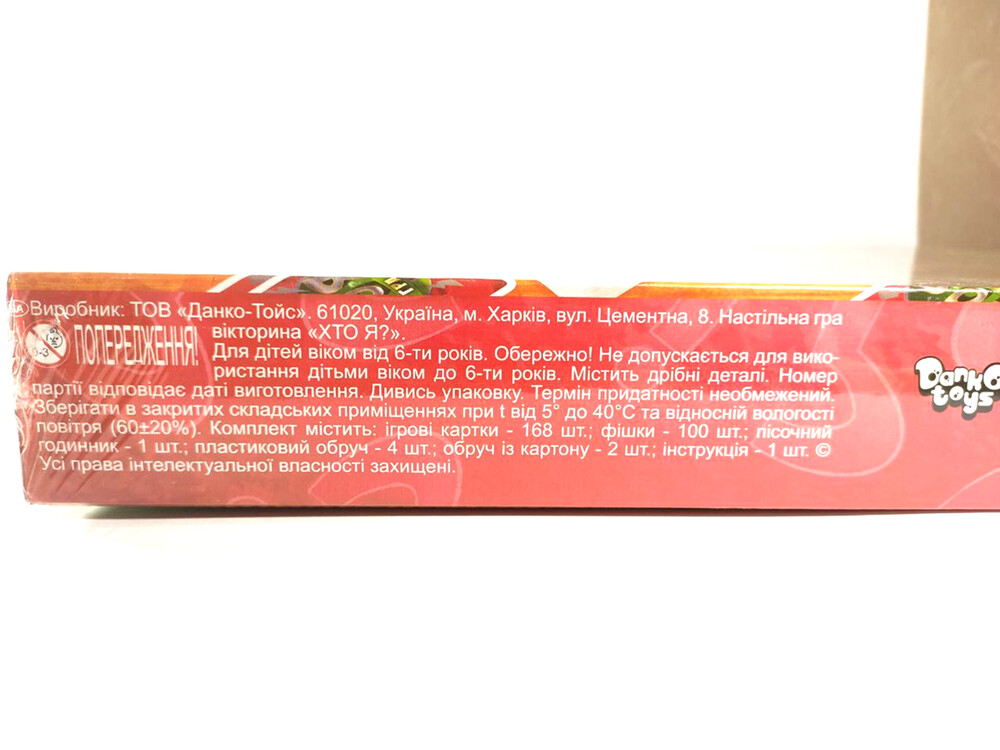 UA Виробник: ТОВ «Данко-Тойс». 61020, Україна, м. Харків, вул. Цементна, 8. Настільна гра
вікторина «ХТО Я?».
0-3 ПОПЕРЕДЖЕННЯ!
Для дітей віком від 6-ти років. Обережно! Не допускається для вико-
ристання дітьми віком до 6-ти років. Містить дрібні деталі. Номер
партії відповідає даті виготовлення. Дивись упаковку. Термін придатності необмежений.
Зберігати в закритих складських приміщеннях при t від 5° до 40°C та відносній вологості
повітря (60±20%). Комплект містить: ігрові картки - 168 шт.; фішки - 100 шт.; пісочний
годинник - 1 шт.; пластиковий обруч - 4 шт.; обруч із картону - 2 шт.; інструкція - 1 шт. ©
Усі права інтелектуальної власності захищені.
Danko
toys